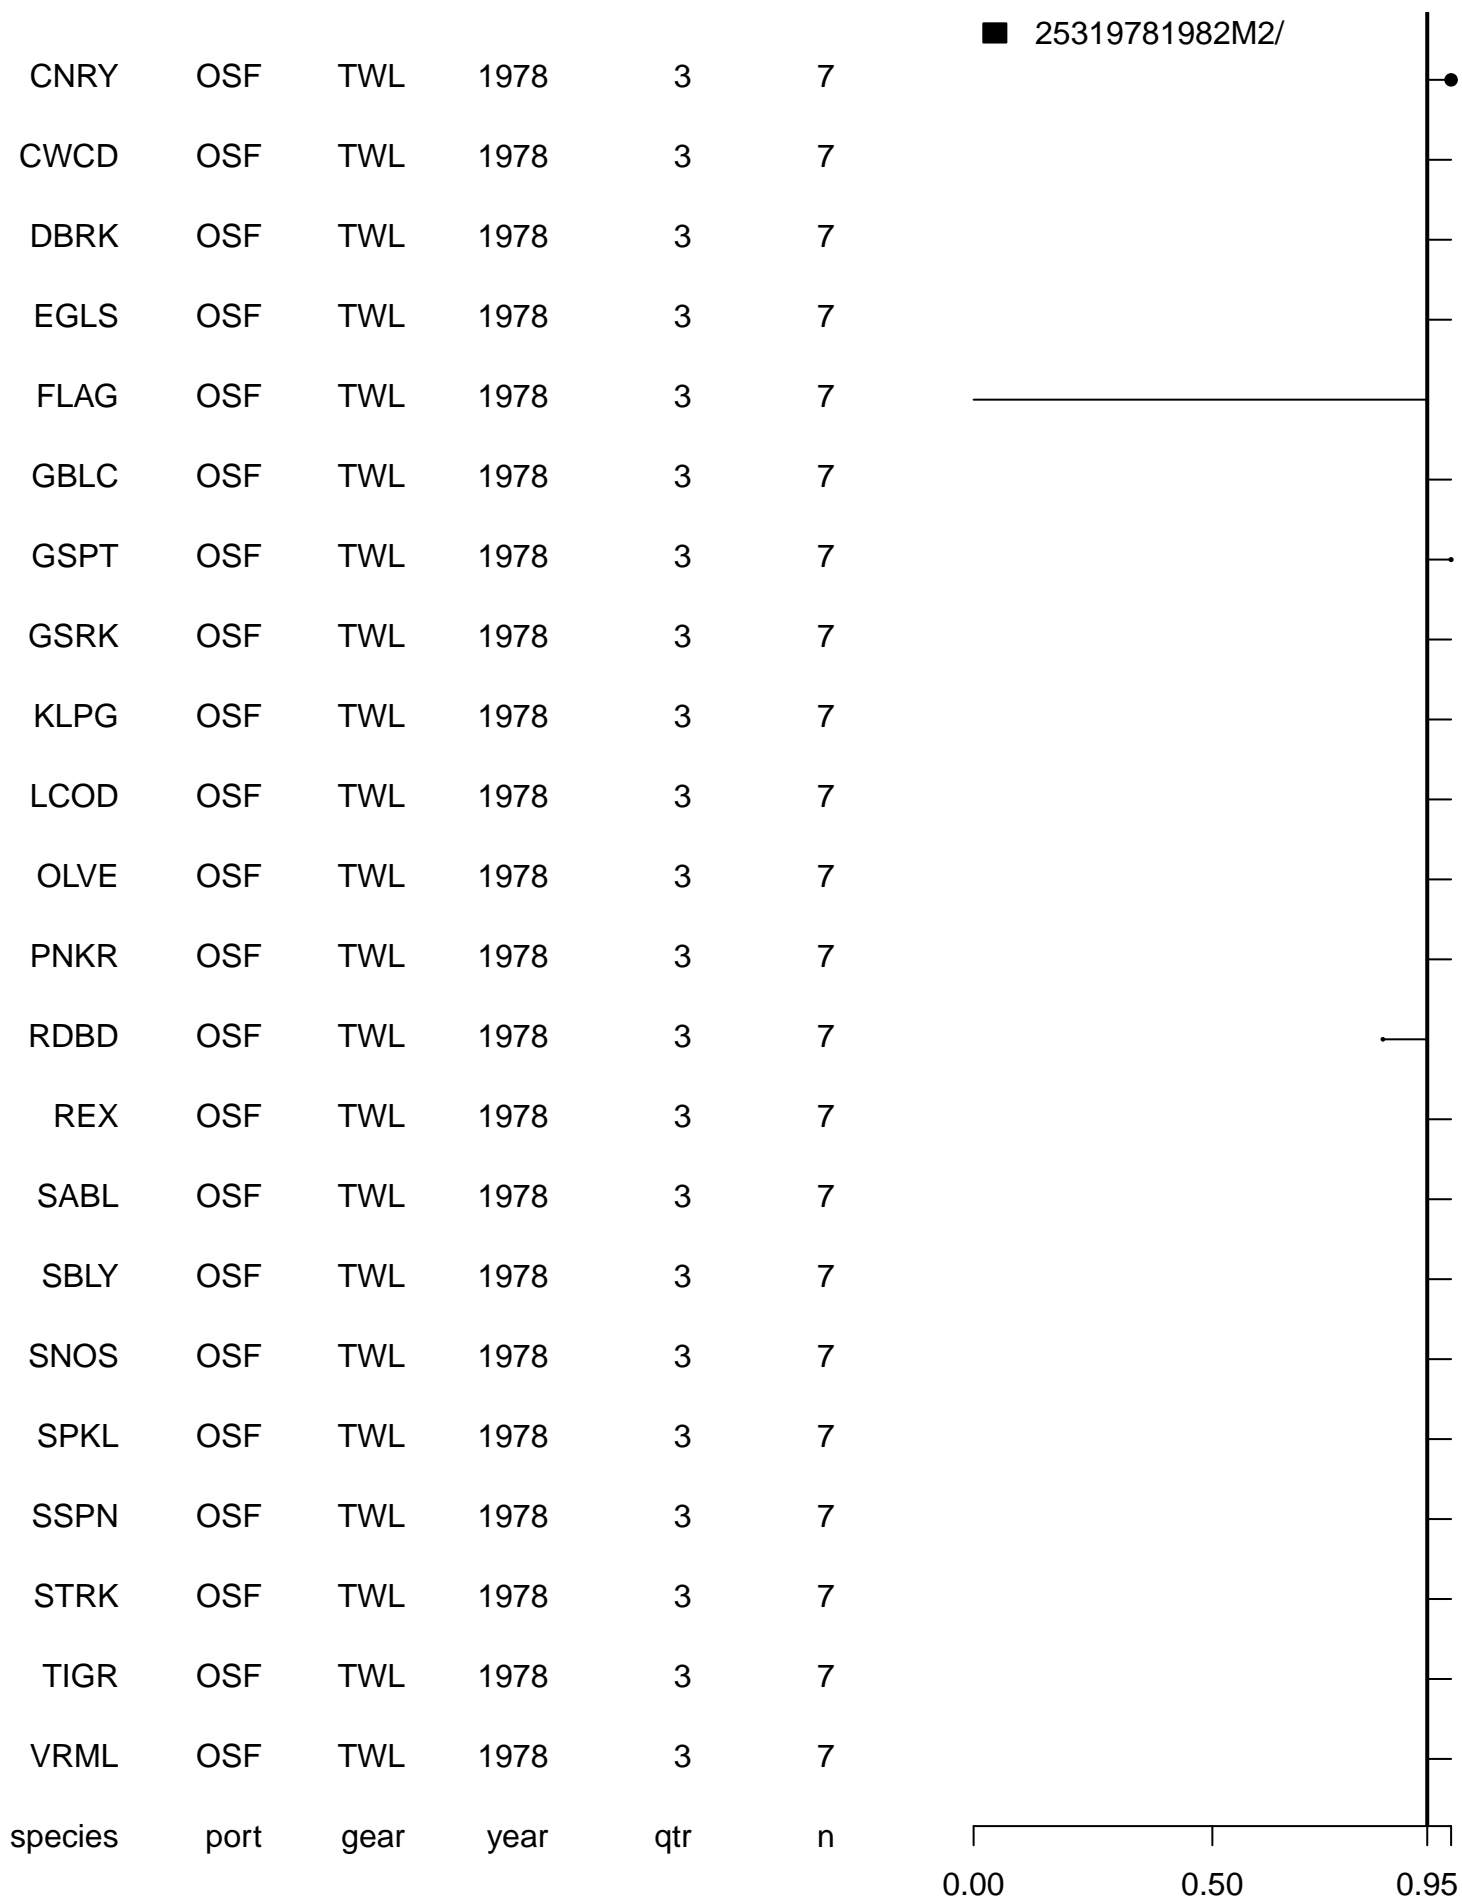 25319781982M2/
CNRY OSF TWL 1978 3 7
CWCD OSF TWL 1978 3 7
DBRK OSF TWL 1978 3 7
EGLS OSF TWL 1978 3 7
FLAG OSF TWL 1978 3 7
GBLC OSF TWL 1978 3 7
GSPT OSF TWL 1978 3 7
GSRK OSF TWL 1978 3 7
KLPG OSF TWL 1978 3 7
LCOD OSF TWL 1978 3 7
OLVE OSF TWL 1978 3 7
PNKR OSF TWL 1978 3 7
RDBD OSF TWL 1978 3 7
REX OSF TWL 1978 3 7
SABL OSF TWL 1978 3 7
SBLY OSF TWL 1978 3 7
SNOS OSF TWL 1978 3 7
SPKL OSF TWL 1978 3 7
SSPN OSF TWL 1978 3 7
STRK OSF TWL 1978 3 7
TIGR OSF TWL 1978 3 7
VRML OSF TWL 1978 3 7
species port gear year qtr n
0.00 0.50 0.95